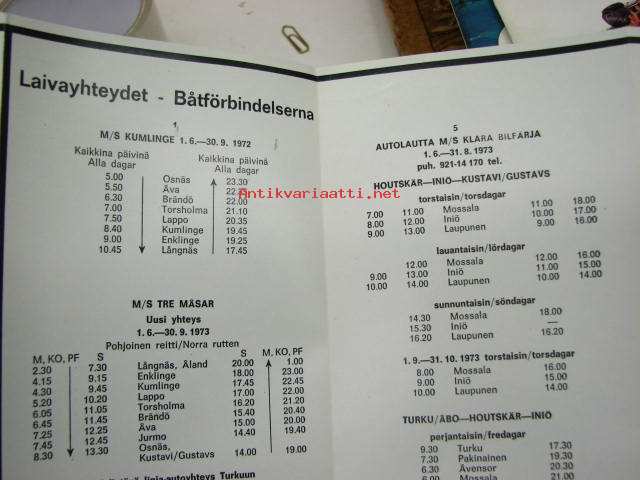 Laivayhteydet - Båtförbindelserna
M/S KUMLINGE 1.6.—30.9. 1972
Kaikkina päivinä Kaikkina päivinä
Alla dagar Alla dagar
5.00 Osnäs 23.30
5.50 Åva
6.30 Brändö 22.00
7.00 Torsholma 21.10
7.50 Lappo 20.35
8.40 Kumlinge 19.45
9.00 Enklinge 19.25
10.45 Långnäs 17.45
M/S TRE MÅSAR
Uusi yhteys
1.6.—30.9. 1973
Pohjoinen reitti/Norra rutten
M, KO, PF S S M, KO, PF
2.30 7.30 Långnäs, Åland 20.00 1.00
4.15 9.15 Enklinge 18.00 23.00
4.30 9.45 Kumlinge 17.45 22.45
5.20 10.20 Lappo 17.00 22.00
6.05 11.05 Torsholma 16.20 21.20
6.45 11.45 Brändö 15.40 20.40
7.25 12.25 Åva 15.00 20.00
7.45 12.45 Jurmo 14.40 19.40
8.30 13.30 Osnäs, Kustavi/Gustavs 14.00 19.00
linja-autoyhteys Turkuun
5
AUTOLAUTTA M/S KLARA BILFÄRJA
1.6.—31.8. 1973
puh. 921-14 170 tel.
HOUTSKÄR—INIÖ—KUSTAVI/GUSTAVS
torstaisin/torsdagar
7.00 11.00 Mossala 11.00 18.00
8.00 12.00 Iniö 10.00 17.00
9.00 13.00 Laupunen 9.00 16.00
lauantaisin/lördagar
12.00 Mossala 12.00 16.00
9.00 13.00 Iniö 11.00 15.00
10.00 14.00 Laupunen 10.00 14.00
sunnuntaisin/söndagar
14.30 Mossala 18.00
15.30 Iniö —
16.20 Laupunen 16.20
1.9.—31.10. 1973 torstaisin/torsdagar
8.00 Mossala 16.00
9.00 Iniö 15.00
10.00 Laupunen 14.00
TURKU/ÅBO—HOUTSKÄR—INIÖ
perjantaisin/fredagar
9.30 Turku 17.30
7.30 Pakinainen 19.30
6.30 Åvensor 20.30
Mossala 21.00
Antikvariaatti.net